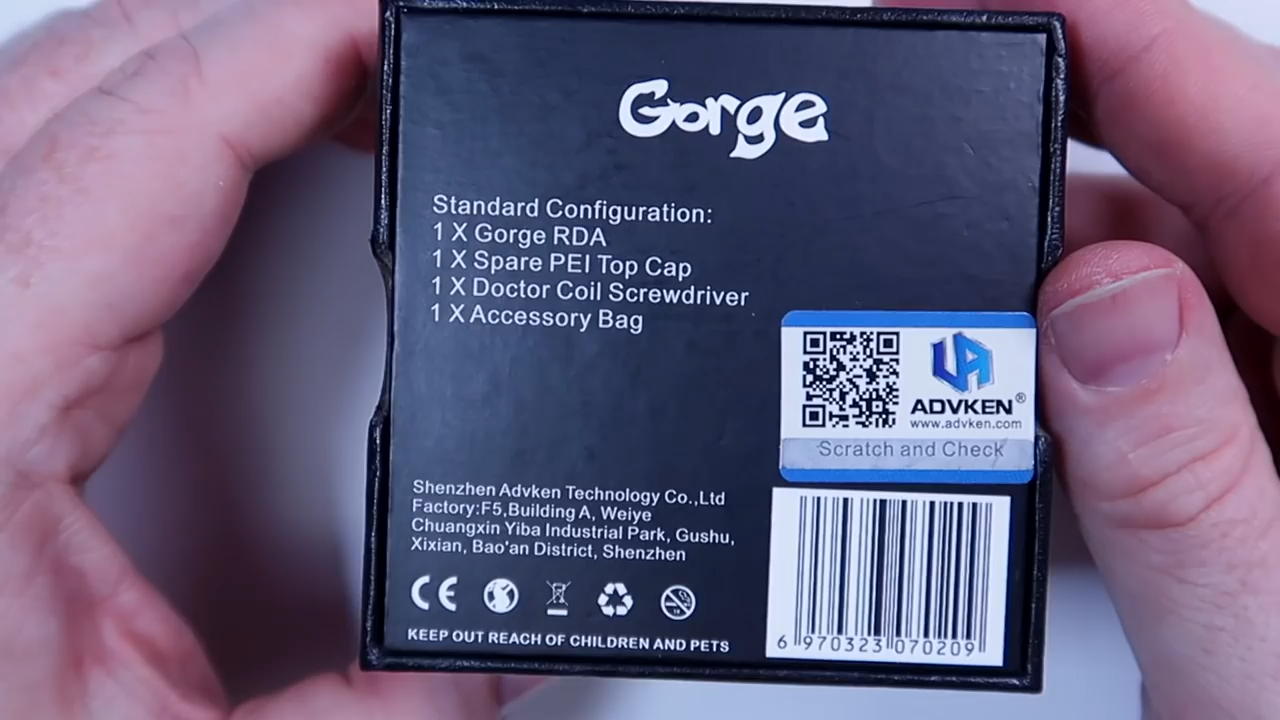 Gorge
Standard Configuration:
1 X Gorge RDA
1 X Spare PEI Top Cap
1 X Doctor Coil Screwdriver
1 X Accessory Bag
ADVKEN®
www.advken.com
Scratch and Check
Shenzhen Advken Technology Co.,Ltd
Factory:F5,Building A, Weiye
Chuangxin Yiba Industrial Park, Gushu,
Xixian, Bao'an District, Shenzhen
CE
KEEP OUT REACH OF CHILDREN AND PETS
6 970323 070209